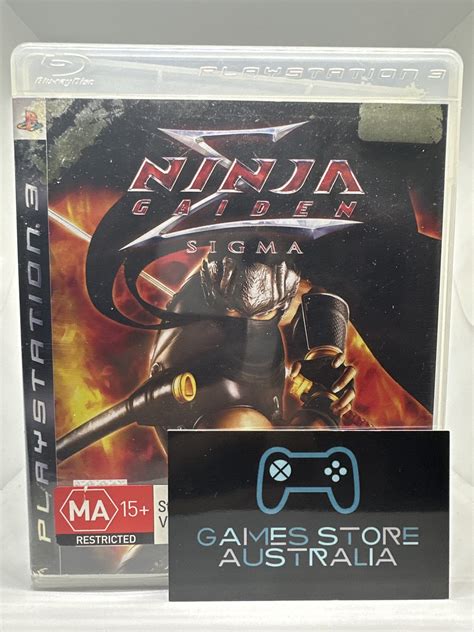 Blu-ray Disc
PLAYSTATION 3
PLAYSTATION 3
NINJA
GAIDEN
SIGMA
MA 15+
RESTRICTED
GAMES STORE
AUSTRALIA